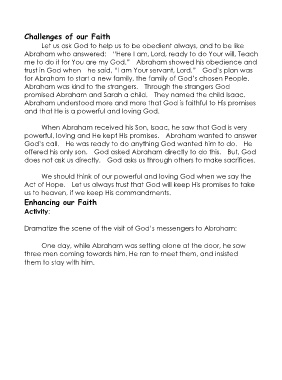 Challenges of our Faith
Let us ask God to help us to be obedient always, and to be like
Abraham who answered: "Here I am, Lord, ready to do Your will, Teach
me to do it for You are my God." Abraham showed his obedience and
trust in God when he said, "I am Your servant, Lord." God's plan was
for Abraham to start a new family, the family of God's chosen People.
Abraham was kind to the strangers. Through the strangers God
promised Abraham and Sarah a child. They named the child Isaac.
Abraham understood more and more that God is faithful to His promises
and that He is a powerful and loving God.
When Abraham received his Son, Isaac, he saw that God is very
powerful, loving and He kept His promises. Abraham wanted to answer
God's call. He was ready to do anything God wanted him to do. He
offered his only son. God asked Abraham directly to do this. But, God
does not ask us directly. God asks us through others to make sacrifices.
We should think of our powerful and loving God when we say the
Act of Hope. Let us always trust that God will keep His promises to take
us to heaven, if we keep His commandments.
Enhancing our Faith
Activity:
Dramatize the scene of the visit of God's messengers to Abraham:
One day, while Abraham was setting alone at the door, he saw
three men coming towards him. He ran to meet them, and insisted
them to stay with him.